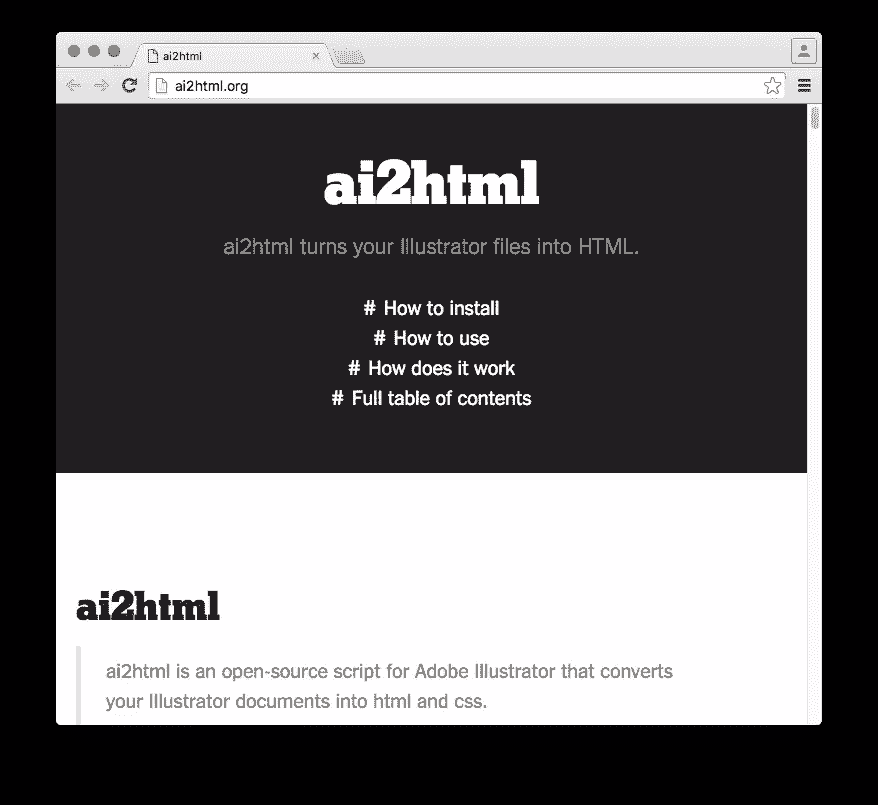 ai2html
ai2html.org
ai2html
ai2html turns your Illustrator files into HTML.
# How to install
# How to use
# How does it work
# Full table of contents
ai2html
ai2html is an open-source script for Adobe Illustrator that converts
your Illustrator documents into html and css.